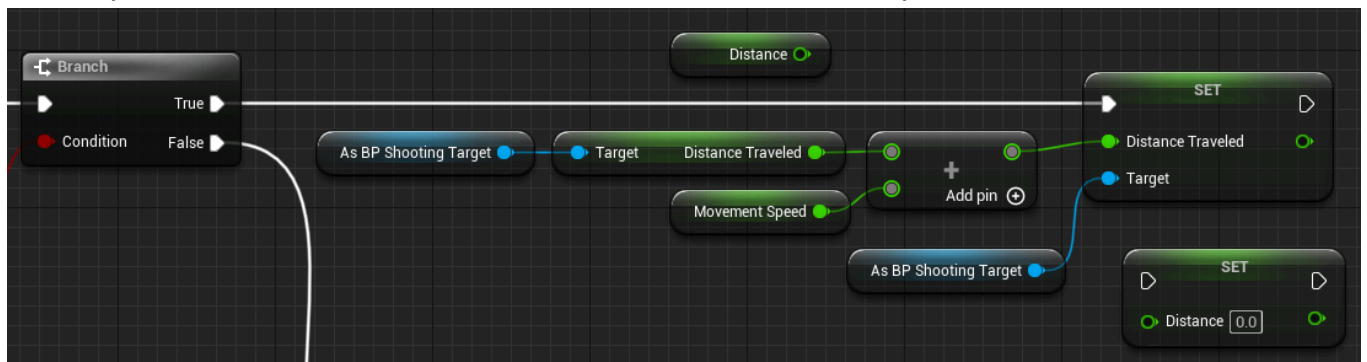 Branch
True
Condition
False
Distance
As BP Shooting Target
Target
Distance Traveled
Movement Speed
+
Add pin
SET
Distance Traveled
Target
As BP Shooting Target
SET
Distance 0.0